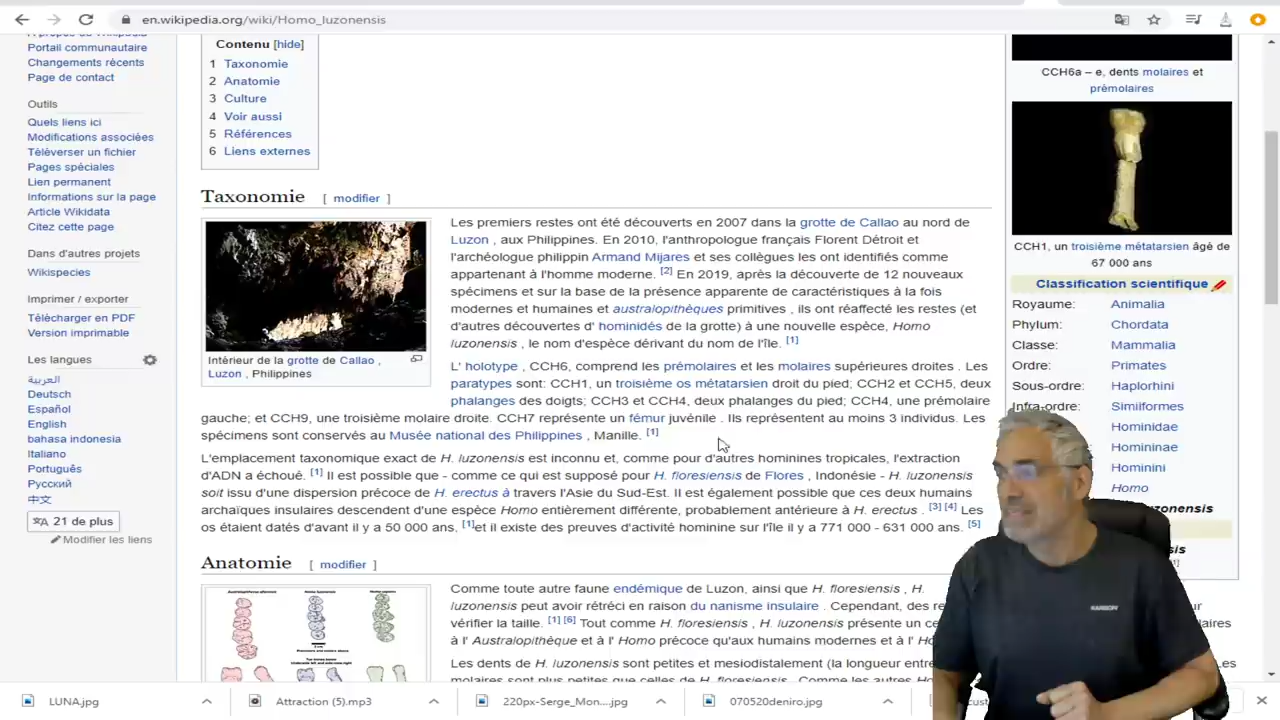 en.wikipedia.org/wiki/Homo_luzonensis
Portail communautaire
Changements récents
Page de contact
Outils
Quels liens ici
Modifications associées
Téléverser un fichier
Pages spéciales
Lien permanent
Informations sur la page
Article Wikidata
Citez cette page
Dans d'autres projets
Wikispecies
Imprimer / exporter
Télécharger en PDF
Version imprimable
Les langues
العربية
Deutsch
Español
English
bahasa indonesia
Italiano
Português
Русский
中文
21 de plus
Modifier les liens
Contenu [hide]
1 Taxonomie
2 Anatomie
3 Culture
4 Voir aussi
5 Références
6 Liens externes
Taxonomie [ modifier ]
Intérieur de la grotte de Callao ,
Luzon , Philippines
Les premiers restes ont été découverts en 2007 dans la grotte de Callao au nord de
Luzon , aux Philippines. En 2010, l'anthropologue français Florent Détroit et
l'archéologue philippin Armand Mijares et ses collègues les ont identifiés comme
appartenant à l'homme moderne. [2] En 2019, après la découverte de 12 nouveaux
spécimens et sur la base de la présence apparente de caractéristiques à la fois
modernes et humaines et australopithèques primitives , ils ont réaffecté les restes (et
d'autres découvertes d' hominidés de la grotte) à une nouvelle espèce, Homo
luzonensis , le nom d'espèce dérivant du nom de l'île. [1]
L' holotype , CCH6, comprend les prémolaires et les molaires supérieures droites . Les
paratypes sont: CCH1, un troisième os métatarsien droit du pied; CCH2 et CCH5, deux
phalanges des doigts; CCH3 et CCH4, deux phalanges du pied; CCH4, une prémolaire
gauche; et CCH9, une troisième molaire droite. CCH7 représente un fémur juvénile . Ils représentent au moins 3 individus. Les
spécimens sont conservés au Musée national des Philippines , Manille. [1]
L'emplacement taxonomique exact de H. luzonensis est inconnu et, comme pour d'autres hominines tropicales, l'extraction
d'ADN a échoué. [1] Il est possible que - comme ce qui est supposé pour H. floresiensis de Flores , Indonésie - H. luzonensis
soit issu d'une dispersion précoce de H. erectus à travers l'Asie du Sud-Est. Il est également possible que ces deux humains
archaïques insulaires descendent d'une espèce Homo entièrement différente, probablement antérieure à H. erectus . [3] [4] Les
os étaient datés d'avant il y a 50 000 ans, [1]et il existe des preuves d'activité hominine sur l'île il y a 771 000 - 631 000 ans. [5]
Anatomie [ modifier ]
Comme toute autre faune endémique de Luzon, ainsi que H. floresiensis , H.
luzonensis peut avoir rétréci en raison du nanisme insulaire . Cependant, des
vérifier la taille. [1] [6] Tout comme H. floresiensis , H. luzonensis présente un
à l' Australopithèque et à l' Homo précoce qu'aux humains modernes et à l'
Les dents de H. luzonensis sont petites et mésiodistalement (la longueur
CCH6a – e, dents molaires et
prémolaires
CCH1, un troisième métatarsien âgé de
67 000 ans
Classification scientifique
Royaume: Animalia
Phylum: Chordata
Classe: Mammalia
Ordre: Primates
Sous-ordre: Haplorhini
Infra-ordre: Simiiformes
Hominidae
Homininae
Hominini
Homo
LUNA.jpg
Attraction (5).mp3
220px-Serge_Mon....jpg
070520deniro.jpg